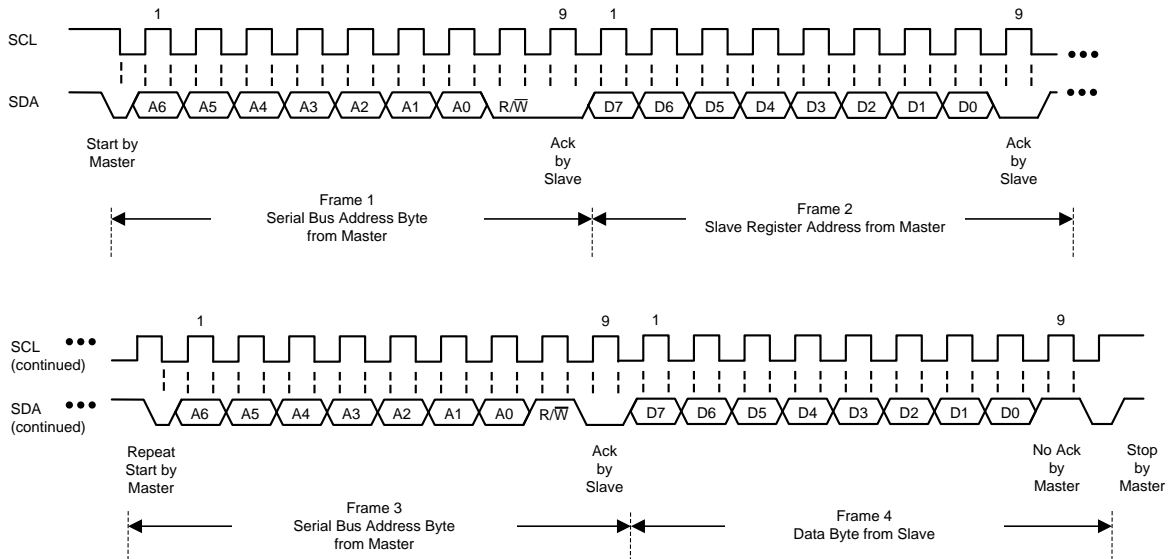 1 9 1 9
SCL
SDA A6 A5 A4 A3 A2 A1 A0 R/W̅ D7 D6 D5 D4 D3 D2 D1 D0
Start by
Master
Ack
by
Slave
Ack
by
Slave
Frame 1
Serial Bus Address Byte
from Master
Frame 2
Slave Register Address from Master
1 9 1 9
SCL
(continued)
SDA
(continued)
A6 A5 A4 A3 A2 A1 A0 R/W̅ D7 D6 D5 D4 D3 D2 D1 D0
Repeat
Start by
Master
Ack
by
Slave
No Ack
by
Master
Stop
by
Master
Frame 3
Serial Bus Address Byte
from Master
Frame 4
Data Byte from Slave